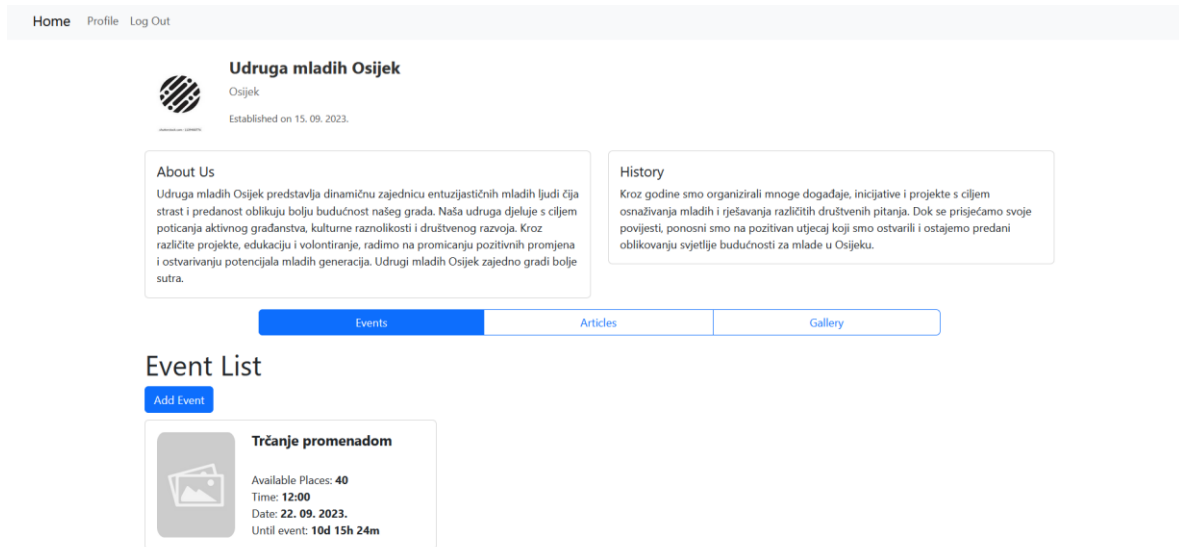 Home Profile Log Out
Udruga mladih Osijek
Osijek
Established on 15. 09. 2023.
About Us
Udruga mladih Osijek predstavlja dinamičnu zajednicu entuzijastičnih mladih ljudi čija
strast i predanost oblikuju bolju budućnost našeg grada. Naša udruga djeluje s ciljem
poticanja aktivnog građanstva, kulturne raznolikosti i društvenog razvoja. Kroz
različite projekte, edukaciju i volontiranje, radimo na promicanju pozitivnih promjena
i ostvarivanju potencijala mladih generacija. Udrugi mladih Osijek zajedno gradi bolje
sutra.
History
Kroz godine smo organizirali mnoge događaje, inicijative i projekte s ciljem
osnaživanja mladih i rješavanja različitih društvenih pitanja. Dok se prisjećamo svoje
povijesti, ponosni smo na pozitivan utjecaj koji smo ostvarili i ostajemo predani
oblikovanju svjetlije budućnosti za mlade u Osijeku.
Events Articles Gallery
Event List
Add Event
Trčanje promenadom
Available Places: 40
Time: 12:00
Date: 22. 09. 2023.
Until event: 10d 15h 24m